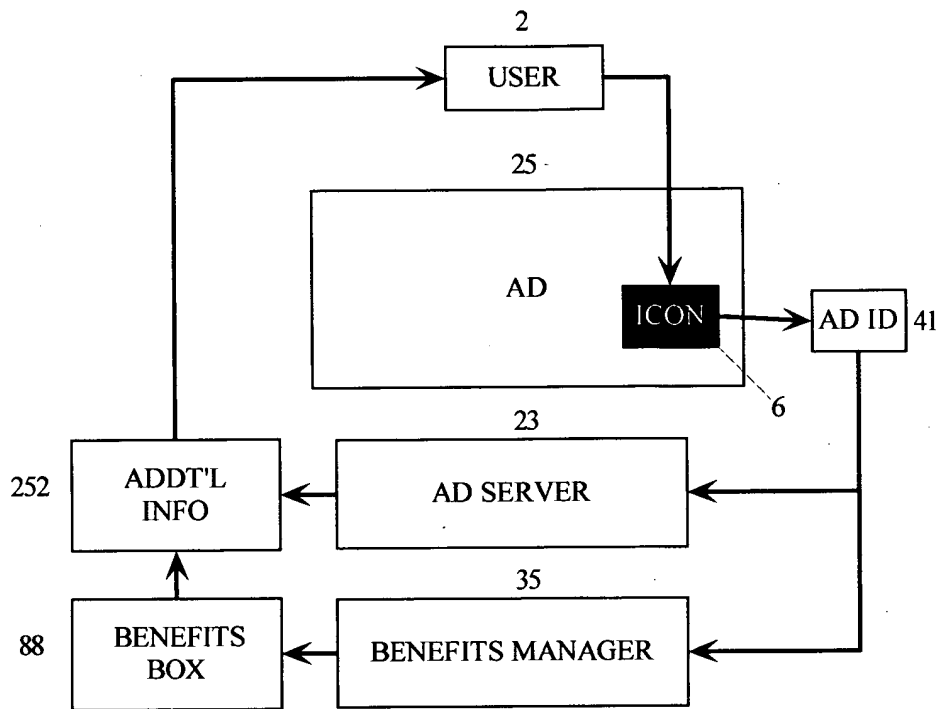 2
USER
25
AD
ICON
AD ID 41
6
23
252
ADDT'L
INFO
AD SERVER
35
88
BENEFITS
BOX
BENEFITS MANAGER